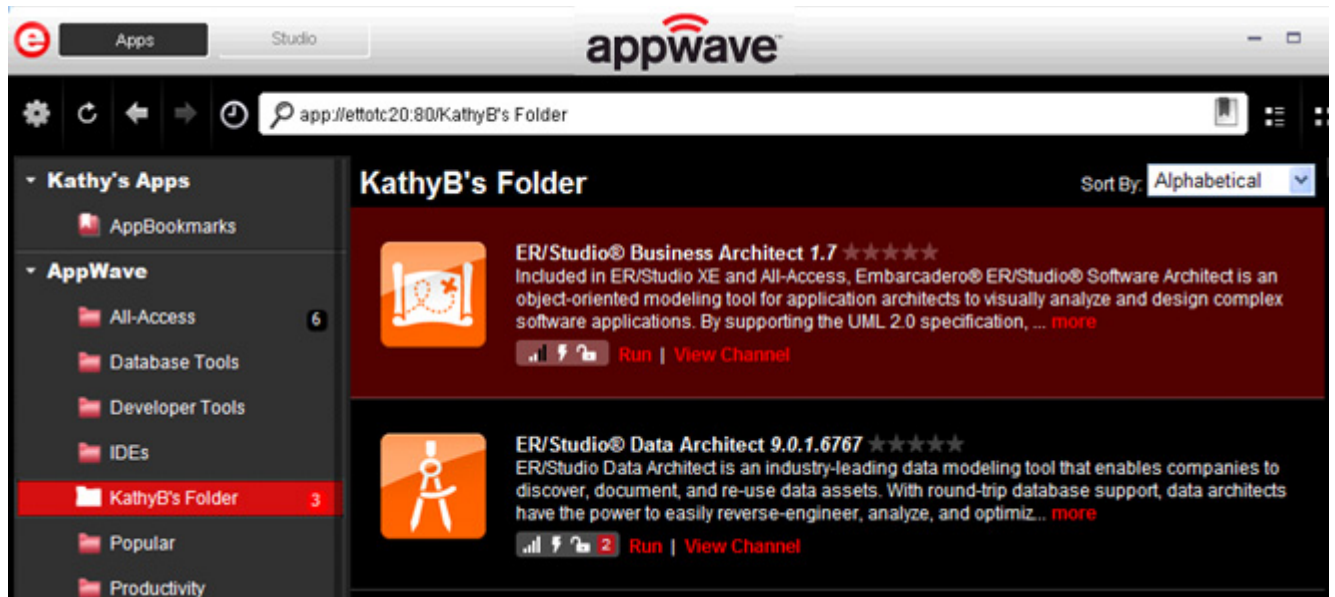 e Apps Studio appwave™
app://ettotc20:80/KathyB's Folder
Kathy's Apps
AppBookmarks
AppWave
All-Access 6
Database Tools
Developer Tools
IDEs
KathyB's Folder 3
Popular
Productivity
KathyB's Folder
Sort By: Alphabetical
ER/Studio® Business Architect 1.7
Included in ER/Studio XE and All-Access, Embarcadero® ER/Studio® Software Architect is an
object-oriented modeling tool for application architects to visually analyze and design complex
software applications. By supporting the UML 2.0 specification, ... more
Run | View Channel
ER/Studio® Data Architect 9.0.1.6767
ER/Studio Data Architect is an industry-leading data modeling tool that enables companies to
discover, document, and re-use data assets. With round-trip database support, data architects
have the power to easily reverse-engineer, analyze, and optimiz... more
2 Run | View Channel